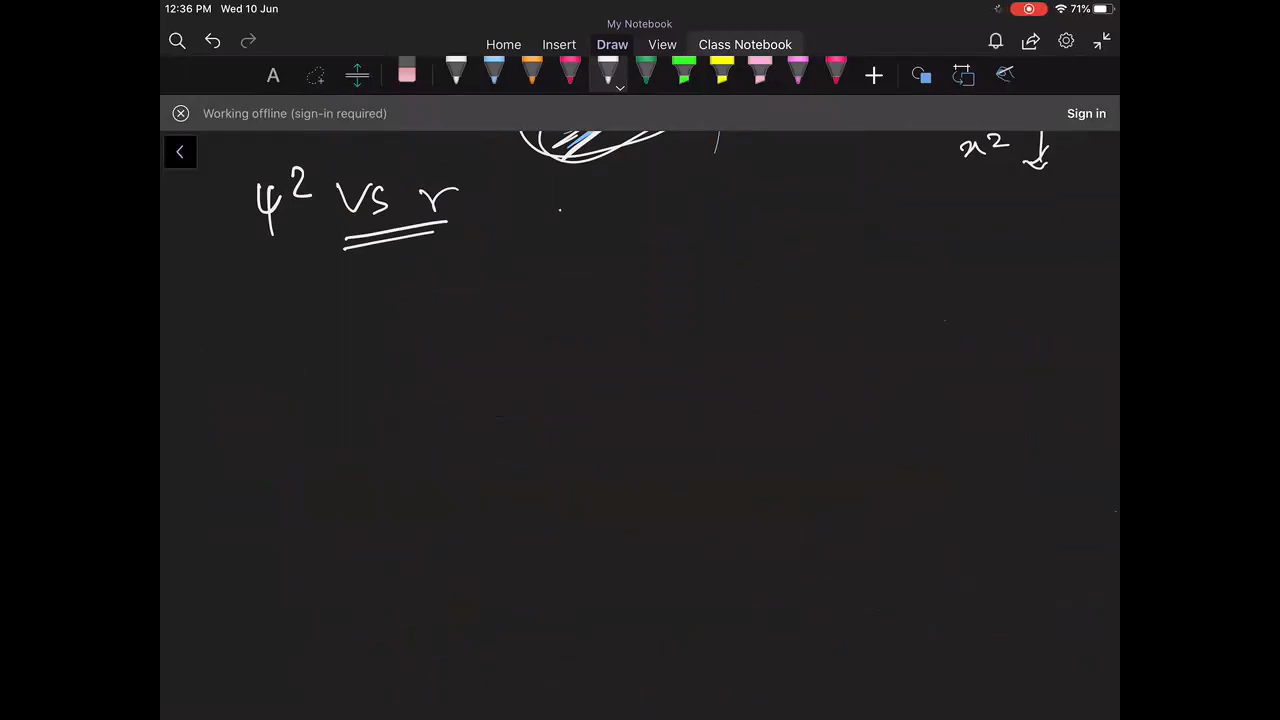 12:36 PM Wed 10 Jun
71%
My Notebook
Home Insert Draw View Class Notebook
A
Working offline (sign-in required)
Sign in
x²
ψ² vs r